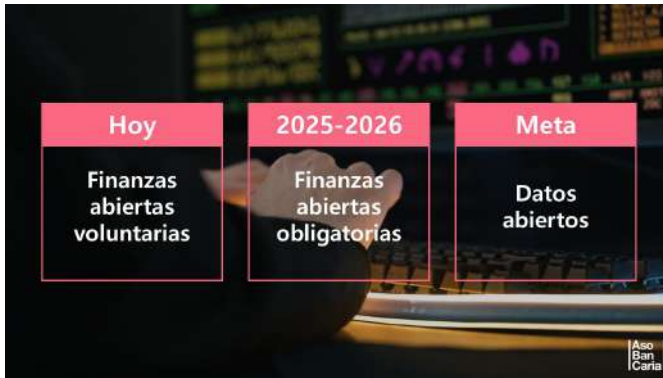 Hoy
Finanzas
abiertas
voluntarias
2025-2026
Finanzas
abiertas
obligatorias
Meta
Datos
abiertos
Aso
Ban
Caria